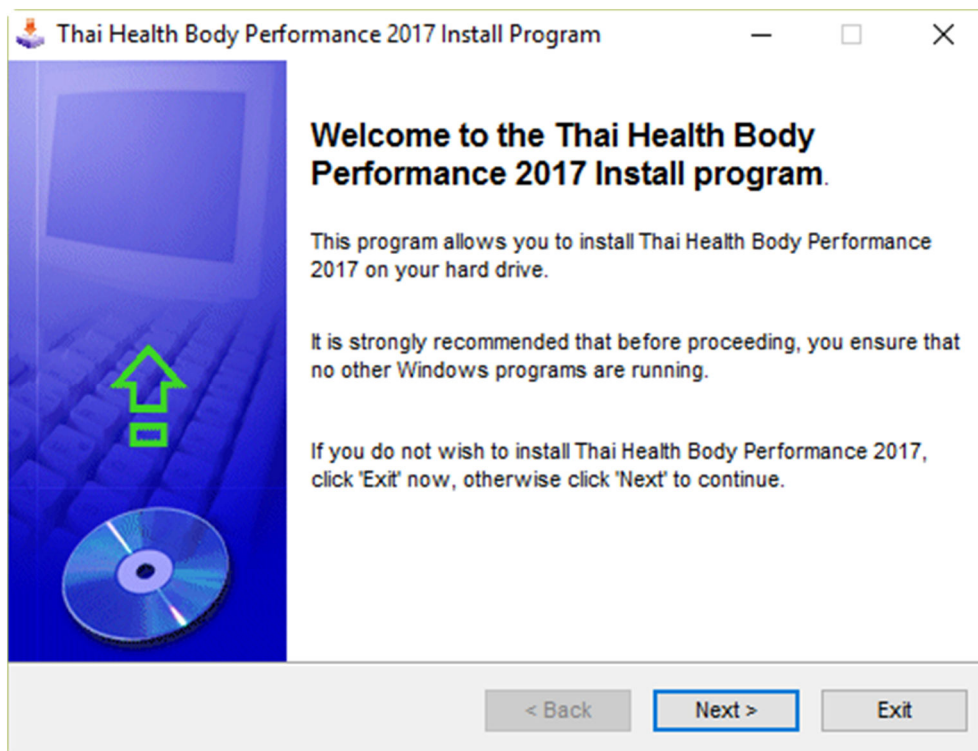 Thai Health Body Performance 2017 Install Program
Welcome to the Thai Health Body
Performance 2017 Install program.
This program allows you to install Thai Health Body Performance
2017 on your hard drive.
It is strongly recommended that before proceeding, you ensure that
no other Windows programs are running.
If you do not wish to install Thai Health Body Performance 2017,
click 'Exit' now, otherwise click 'Next' to continue.
< Back
Next >
Exit